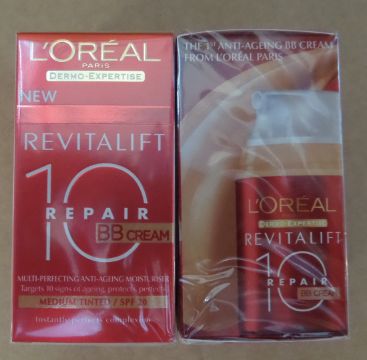 L'ORÉAL
PARIS
DERMO-EXPERTISE
NEW
REVITALIFT
10
REPAIR
BB CREAM
MULTI-PERFECTING ANTI-AGEING MOISTURISER
Targets 10 signs of ageing, protects, perfects
MEDIUM TINTED / SPF 20
Instantly perfects complexion
THE 1ST ANTI-AGEING BB CREAM
FROM L'ORÉAL PARIS
L'ORÉAL
DERMO-EXPERTISE
REVITALIFT
10
REPAIR
BB CREAM